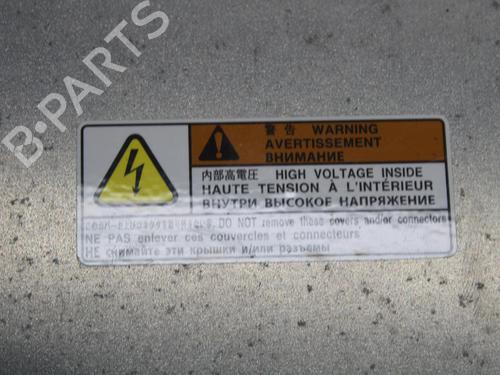 B-PARTS
警告 WARNING
AVERTISSEMENT
ВНИМАНИЕ
内部高電圧 HIGH VOLTAGE INSIDE
HAUTE TENSION À L'INTÉRIEUR
ВНУТРИ ВЫСОКОЕ НАПРЯЖЕНИЕ
DO NOT remove these covers and/or connectors
NE PAS enlever ces couvercles et connecteurs
НЕ снимайте эти крышки и/или разъемы